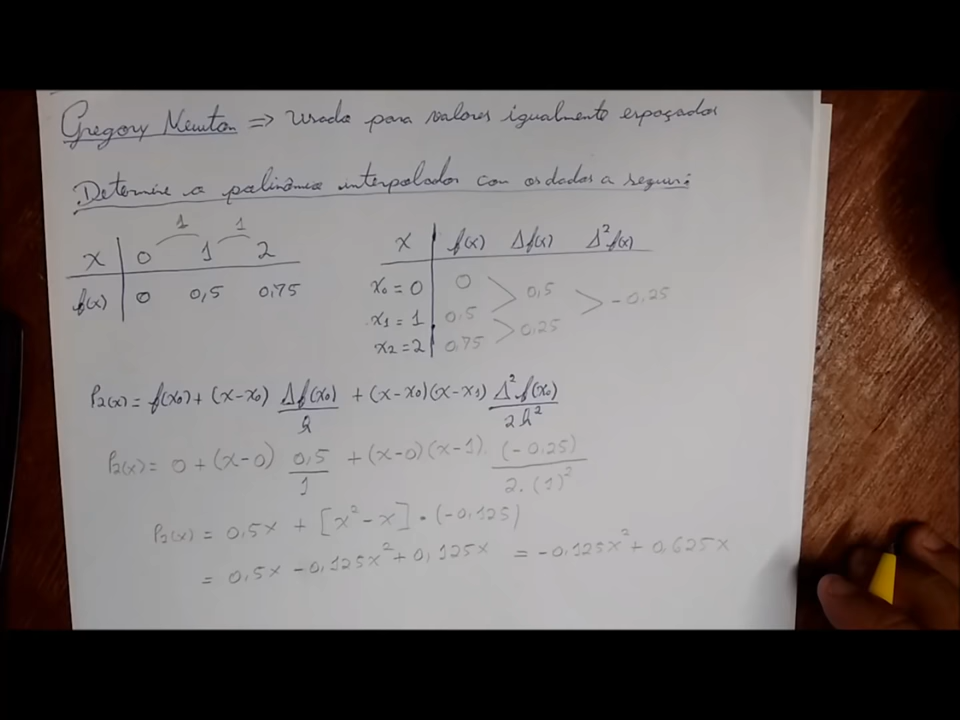 Gregory Newton ⇒ Usado para valores igualmente espaçados
Determine o polinômio interpolador com os dados a seguir:
1 1
x | 0 1 2
f(x) | 0 0,5 0,75
x | f(x) Δf(x) Δ²f(x)
x₀ = 0 | 0
0,5
x₁ = 1 | 0,5 > -0,25
0,25
x₂ = 2 | 0,75
P₂(x) = f(x₀) + (x-x₀) Δf(x₀)/h + (x-x₀)(x-x₁) Δ²f(x₀)/2h²
P₂(x) = 0 + (x-0) 0,5/1 + (x-0)(x-1). (-0,25)/2.(1)²
P₂(x) = 0,5x + [x²-x]•(-0,125)
= 0,5x - 0,125x² + 0,125x = -0,125x² + 0,625x